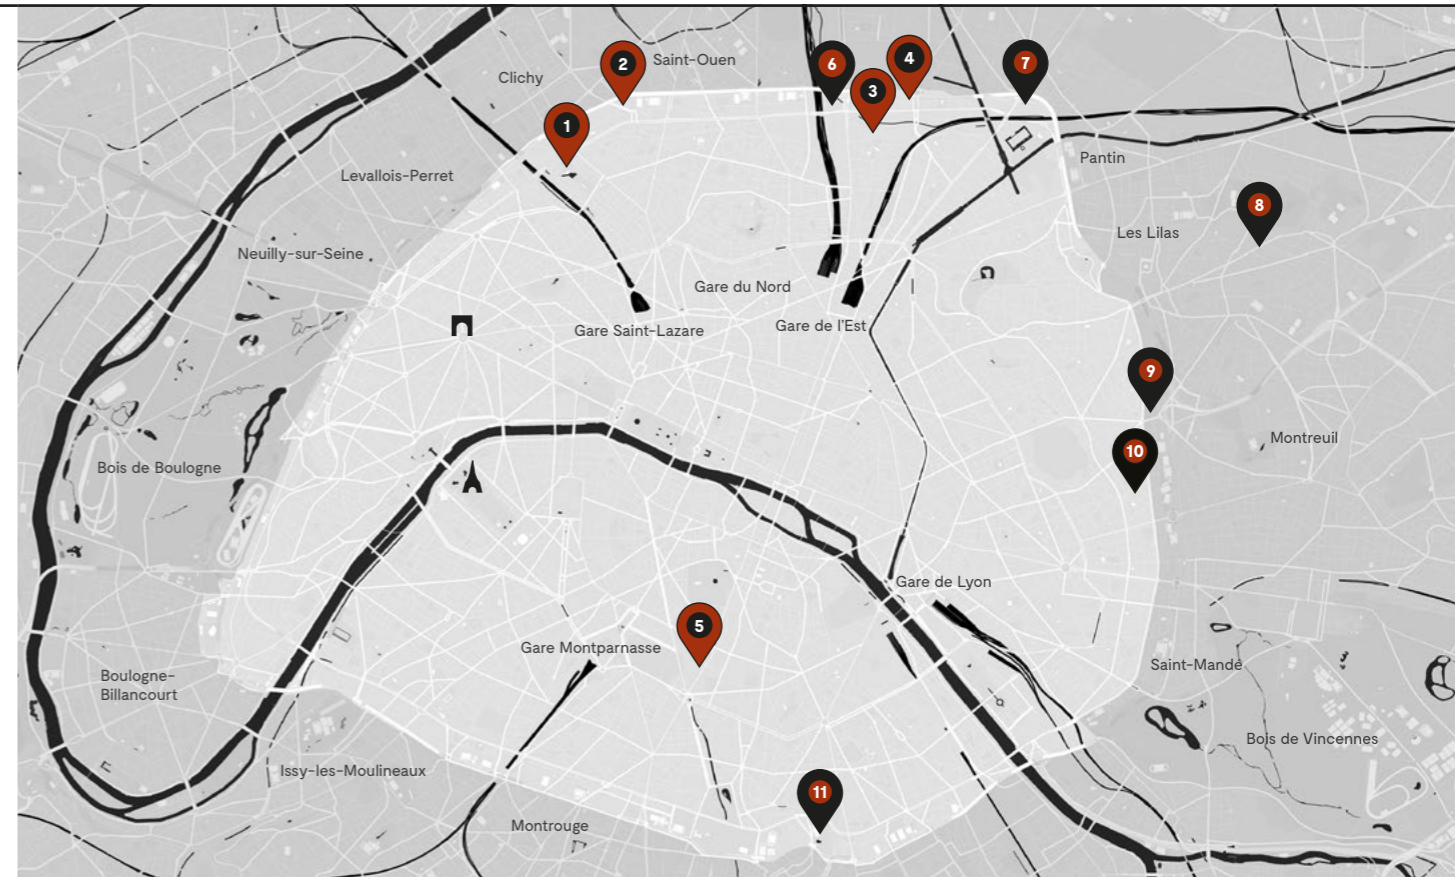 2
Saint-Ouen
6
4
7
Clichy
3
1
Pantin
Levallois-Perret
8
Les Lilas
Neuilly-sur-Seine
Gare du Nord
Gare Saint-Lazare
Gare de l'Est
9
Montreuil
10
Bois de Boulogne
Gare de Lyon
5
Gare Montparnasse
Saint-Mandé
Boulogne-
Billancourt
Bois de Vincennes
Issy-les-Moulineaux
11
Montrouge